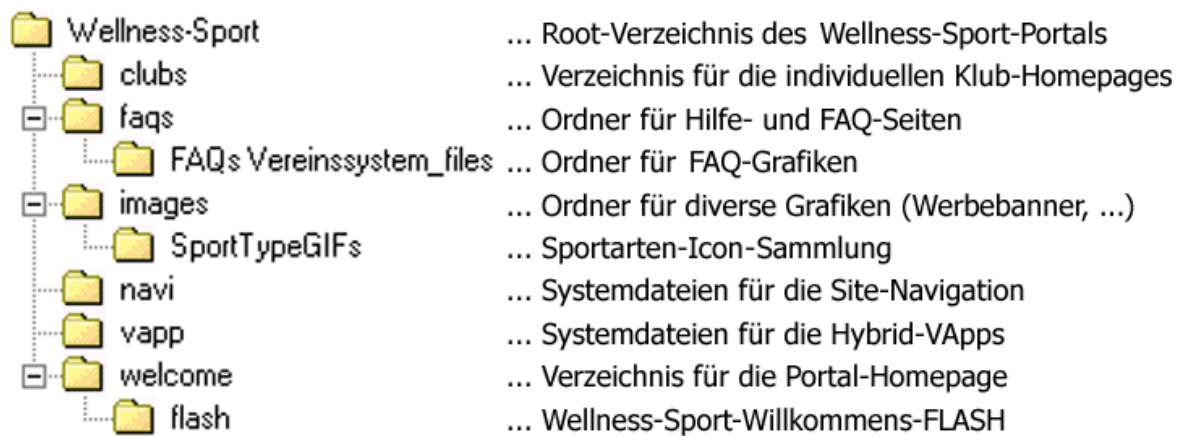 Wellness-Sport ... Root-Verzeichnis des Wellness-Sport-Portals
clubs ... Verzeichnis für die individuellen Klub-Homepages
faqs ... Ordner für Hilfe- und FAQ-Seiten
FAQs Vereinssystem_files ... Ordner für FAQ-Grafiken
images ... Ordner für diverse Grafiken (Werbebanner, ...)
SportTypeGIFs ... Sportarten-Icon-Sammlung
navi ... Systemdateien für die Site-Navigation
vapp ... Systemdateien für die Hybrid-VApps
welcome ... Verzeichnis für die Portal-Homepage
flash ... Wellness-Sport-Willkommens-FLASH